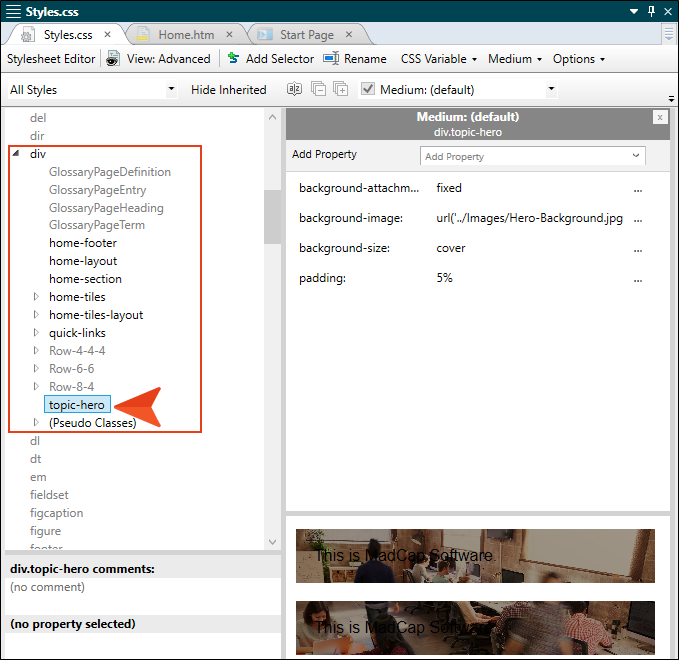 Styles.css
Styles.css × Home.htm × Start Page ×
Stylesheet Editor View: Advanced Add Selector Rename CSS Variable Medium Options
All Styles Hide Inherited Medium: (default)
del
dir
div
GlossaryPageDefinition
GlossaryPageEntry
GlossaryPageHeading
GlossaryPageTerm
home-footer
home-layout
home-section
home-tiles
home-tiles-layout
quick-links
Row-4-4-4
Row-6-6
Row-8-4
topic-hero
(Pseudo Classes)
dl
dt
em
fieldset
figcaption
figure
footer
div.topic-hero comments:
(no comment)
(no property selected)
Medium: (default)
x
div.topic-hero
Add Property Add Property
background-attachm... fixed ...
background-image: url('../Images/Hero-Background.jpg ...
background-size: cover ...
padding: 5% ...
This is MadCap Software.
This is MadCap Software.